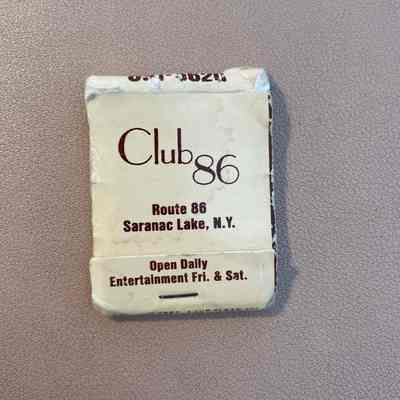 Club 86
Route 86
Saranac Lake, N.Y.
Open Daily
Entertainment Fri. & Sat.